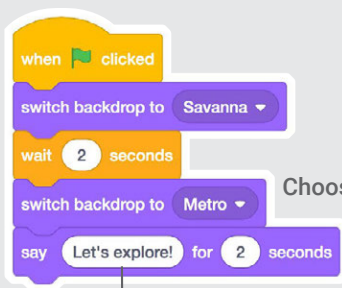 when clicked
switch backdrop to Savanna
wait 2 seconds
switch backdrop to Metro
Choos
say Let's explore! for 2 seconds